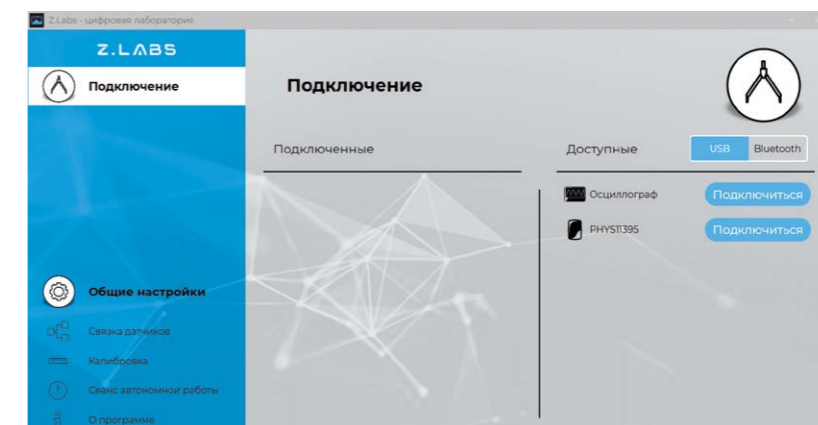 Z.Labs - цифровая лаборатория
Z.LABS
Подключение
Общие настройки
Связка датчиков
Калибровка
Сеанс автономной работы
О программе
Подключение
Подключенные
Доступные
USB Bluetooth
Осциллограф Подключиться
PHYS11395 Подключиться